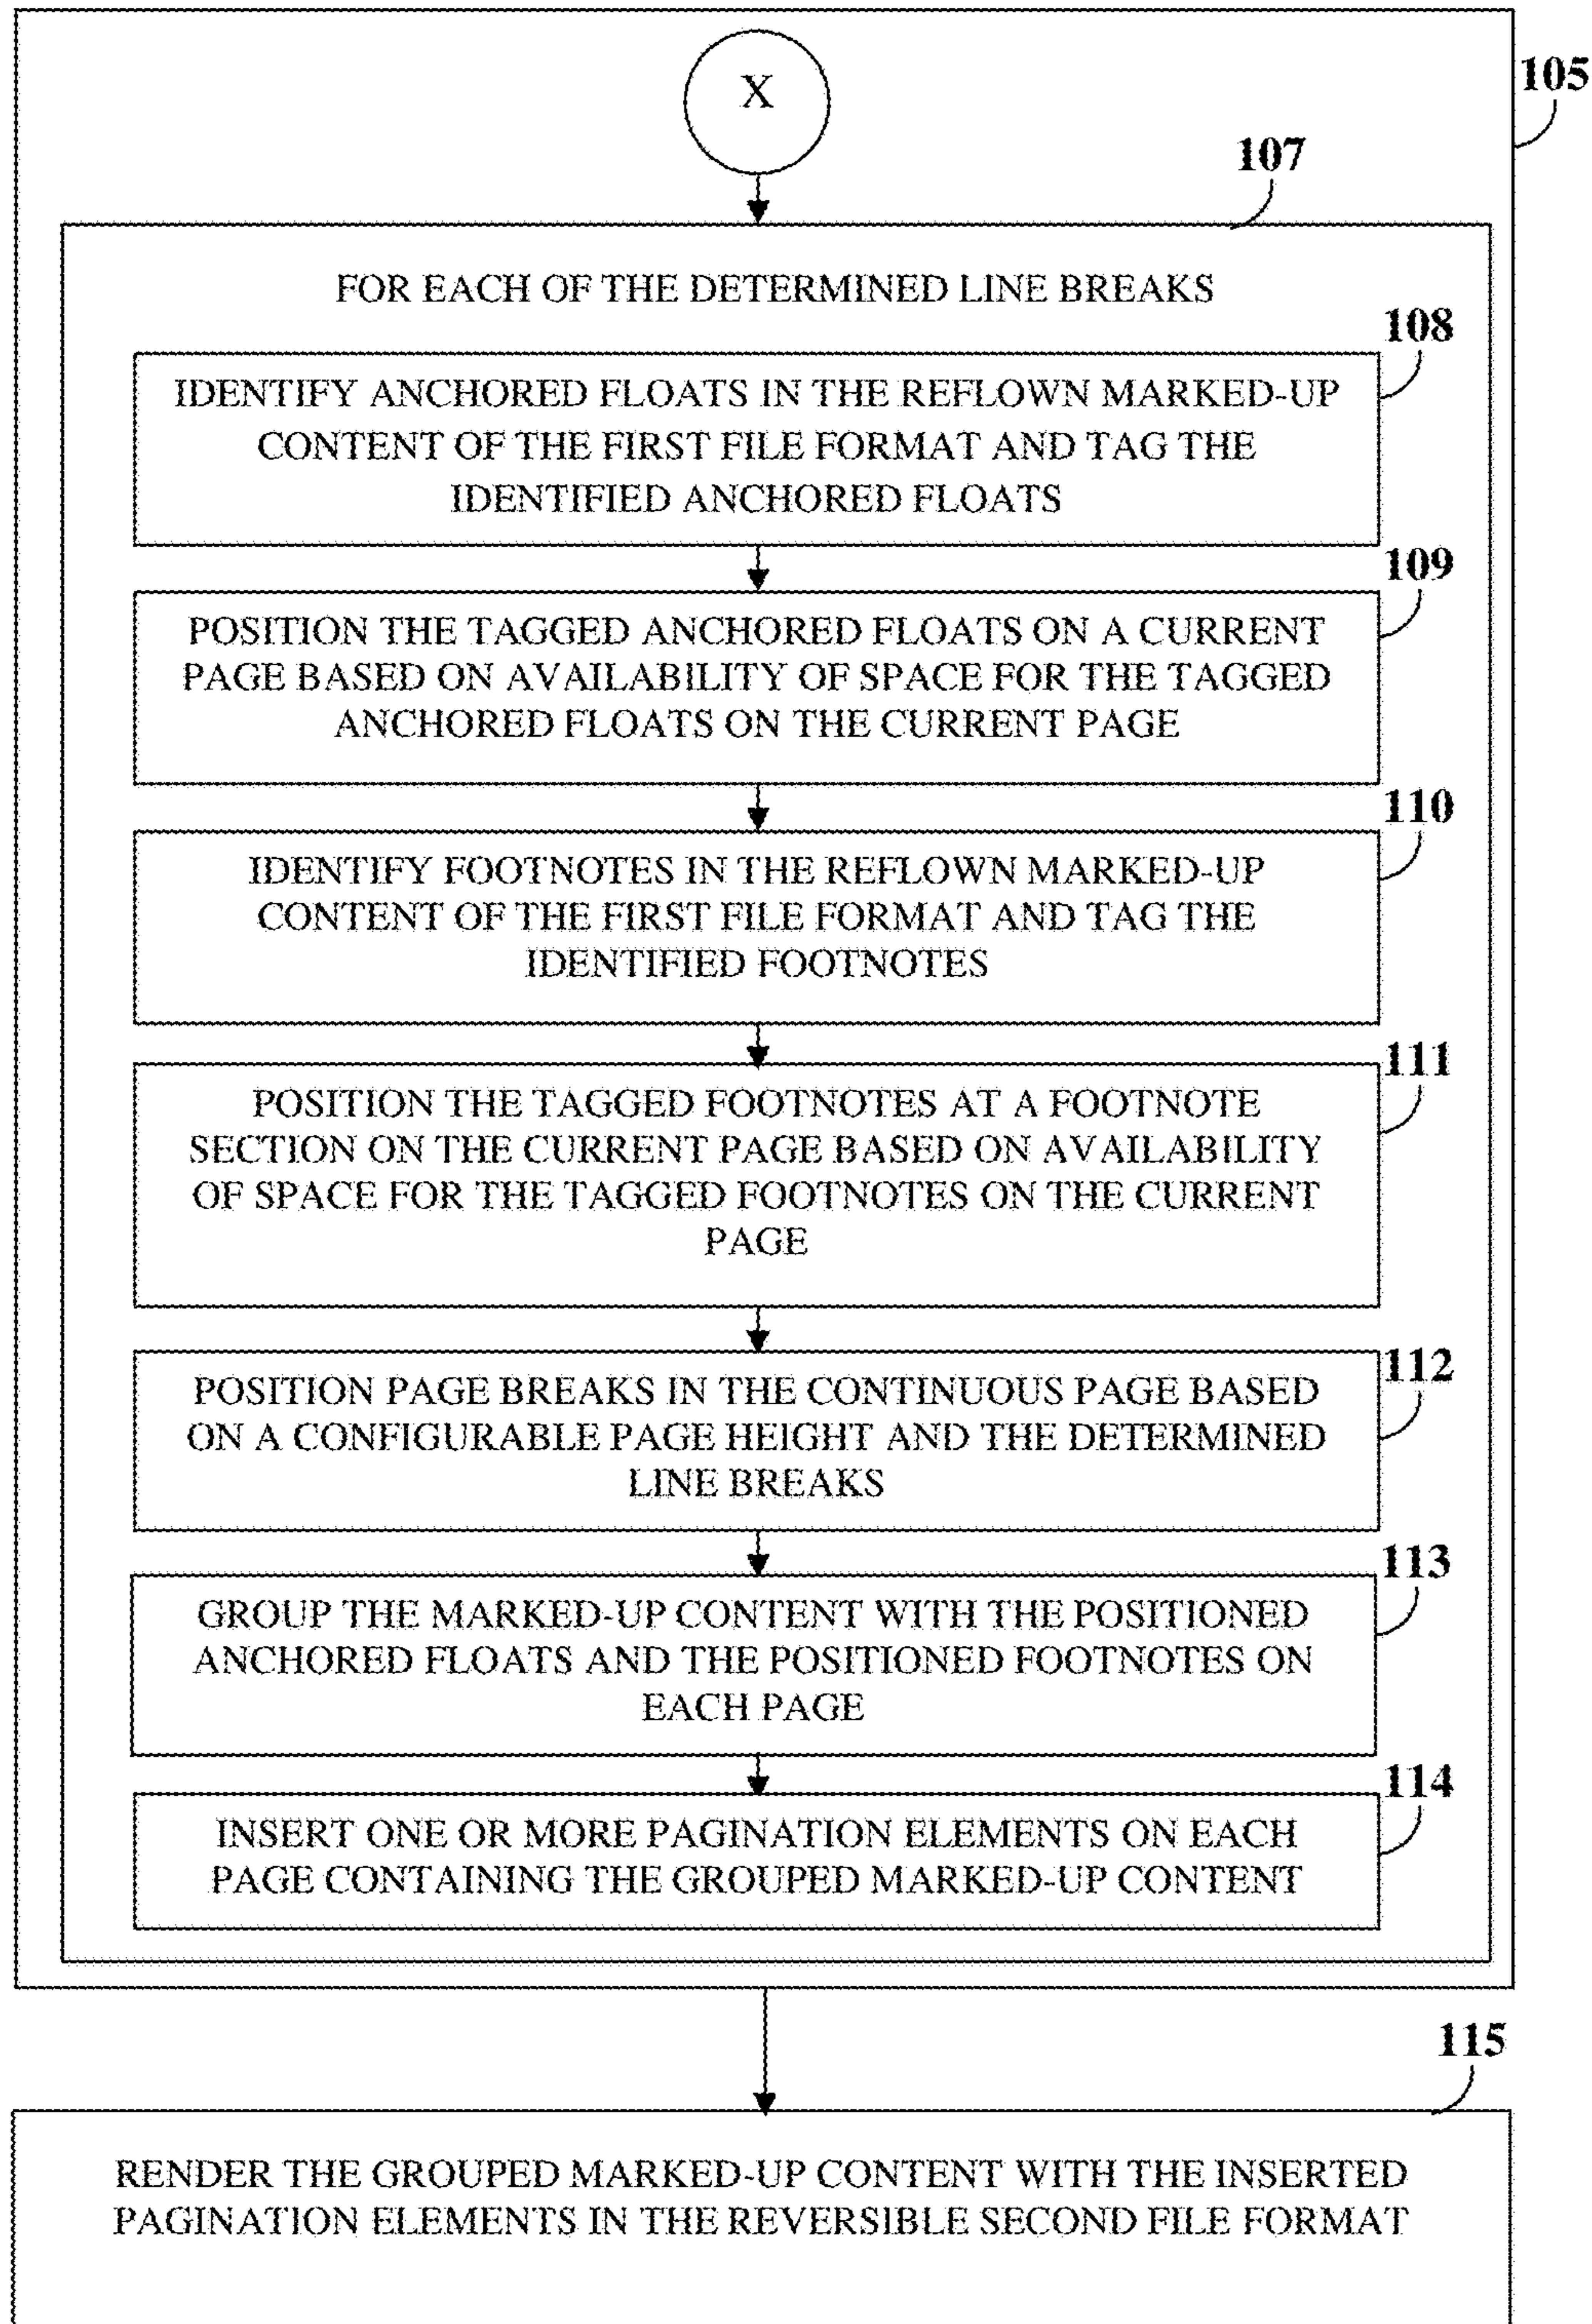 X
105
107
FOR EACH OF THE DETERMINED LINE BREAKS
108
IDENTIFY ANCHORED FLOATS IN THE REFLOWN MARKED-UP
CONTENT OF THE FIRST FILE FORMAT AND TAG THE
IDENTIFIED ANCHORED FLOATS
109
POSITION THE TAGGED ANCHORED FLOATS ON A CURRENT
PAGE BASED ON AVAILABILITY OF SPACE FOR THE TAGGED
ANCHORED FLOATS ON THE CURRENT PAGE
110
IDENTIFY FOOTNOTES IN THE REFLOWN MARKED-UP
CONTENT OF THE FIRST FILE FORMAT AND TAG THE
IDENTIFIED FOOTNOTES
111
POSITION THE TAGGED FOOTNOTES AT A FOOTNOTE
SECTION ON THE CURRENT PAGE BASED ON AVAILABILITY
OF SPACE FOR THE TAGGED FOOTNOTES ON THE CURRENT
PAGE
112
POSITION PAGE BREAKS IN THE CONTINUOUS PAGE BASED
ON A CONFIGURABLE PAGE HEIGHT AND THE DETERMINED
LINE BREAKS
113
GROUP THE MARKED-UP CONTENT WITH THE POSITIONED
ANCHORED FLOATS AND THE POSITIONED FOOTNOTES ON
EACH PAGE
114
INSERT ONE OR MORE PAGINATION ELEMENTS ON EACH
PAGE CONTAINING THE GROUPED MARKED-UP CONTENT
115
RENDER THE GROUPED MARKED-UP CONTENT WITH THE INSERTED
PAGINATION ELEMENTS IN THE REVERSIBLE SECOND FILE FORMAT